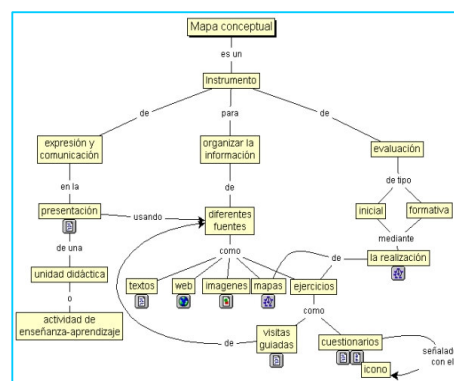 Mapa conceptual
es un
Instrumento
de
para
de
expresión y
comunicación
organizar la
información
evaluación
en la
de
de tipo
presentación
usando
diferentes
fuentes
inicial
formativa
mediante
de una
como
de
la realización
unidad didáctica
textos
web
imagenes
mapas
ejercicios
o
como
actividad de
enseñanza-aprendizaje
de
visitas
guiadas
cuestionarios
señalado
con el
icono